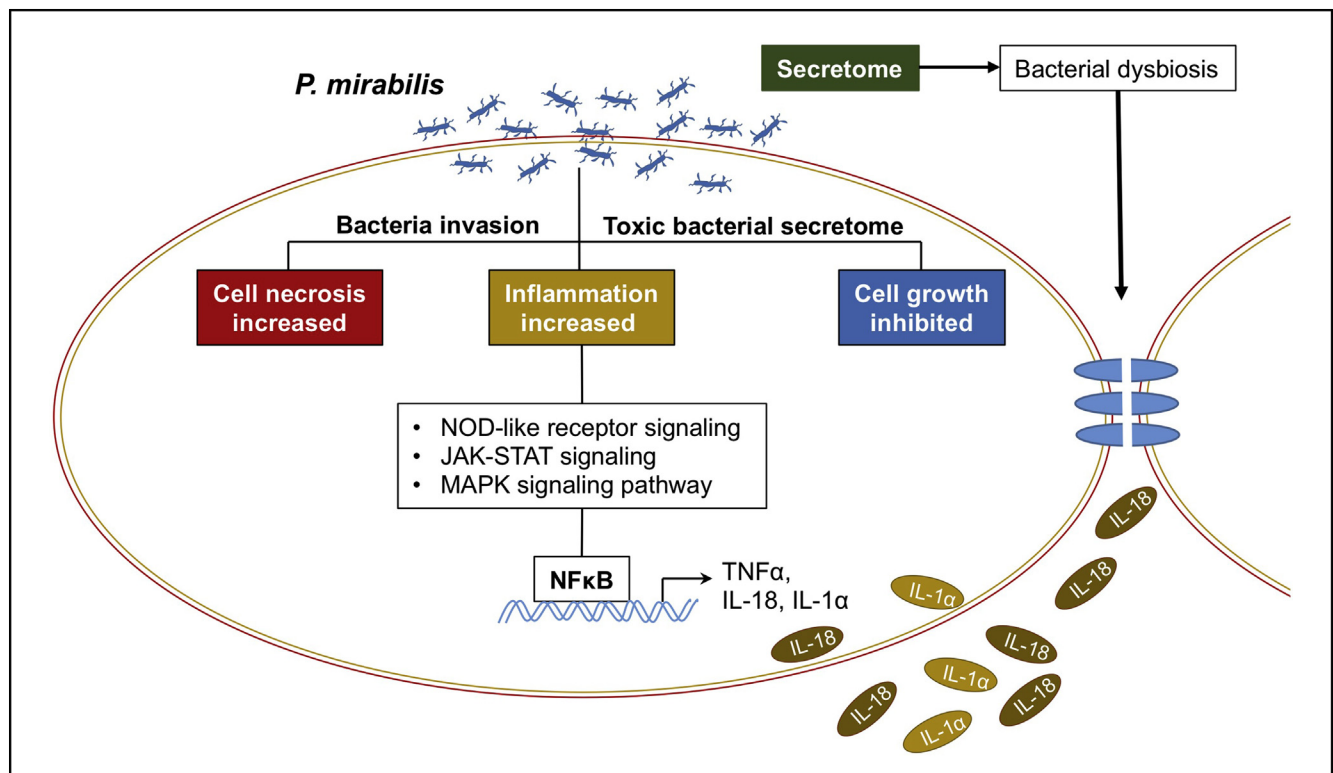 Secretome
Bacterial dysbiosis
P. mirabilis
Bacteria invasion
Toxic bacterial secretome
Cell necrosis
increased
Inflammation
increased
Cell growth
inhibited
• NOD-like receptor signaling
• JAK-STAT signaling
• MAPK signaling pathway
NFκB
TNFα,
IL-18, IL-1α
IL-18
IL-18
IL-1α
IL-18
IL-18
IL-1α
IL-18
IL-18
IL-1α